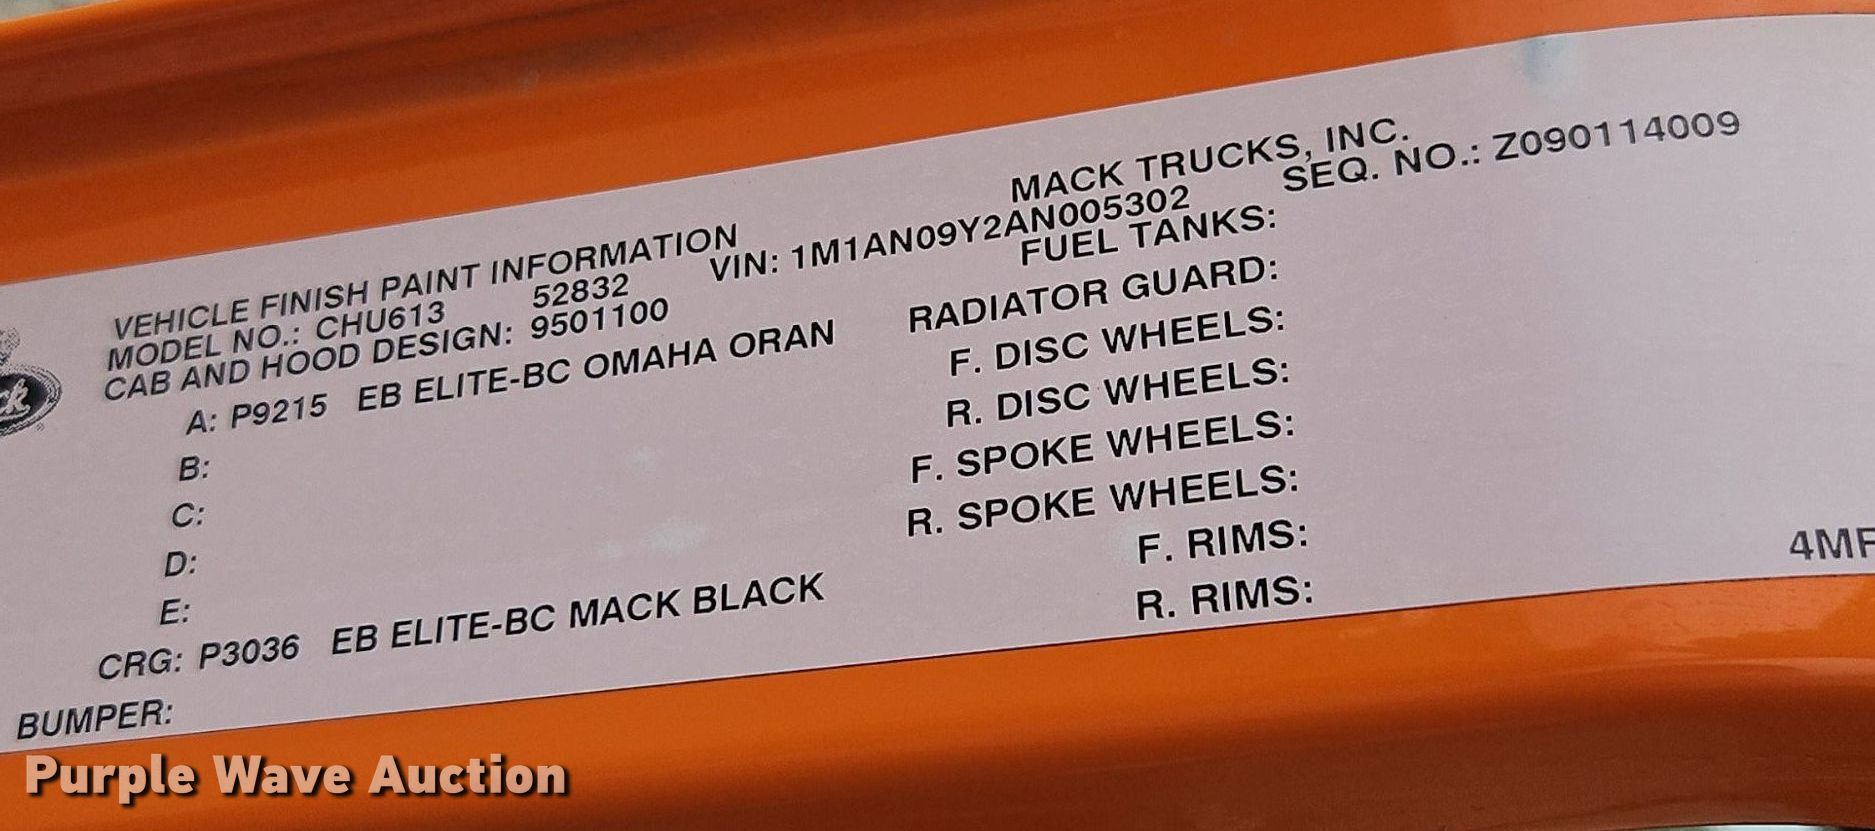 MACK TRUCKS, INC.
VEHICLE FINISH PAINT INFORMATION
SEQ. NO.: Z090114009
MODEL NO.: CHU613 52832 VIN: 1M1AN09Y2AN005302
CAB AND HOOD DESIGN: 9501100
FUEL TANKS:
A: P9215 EB ELITE-BC OMAHA ORAN
RADIATOR GUARD:
B:
F. DISC WHEELS:
C:
R. DISC WHEELS:
D:
F. SPOKE WHEELS:
E:
R. SPOKE WHEELS:
CRG: P3036 EB ELITE-BC MACK BLACK
F. RIMS:
BUMPER:
R. RIMS:
Purple Wave Auction